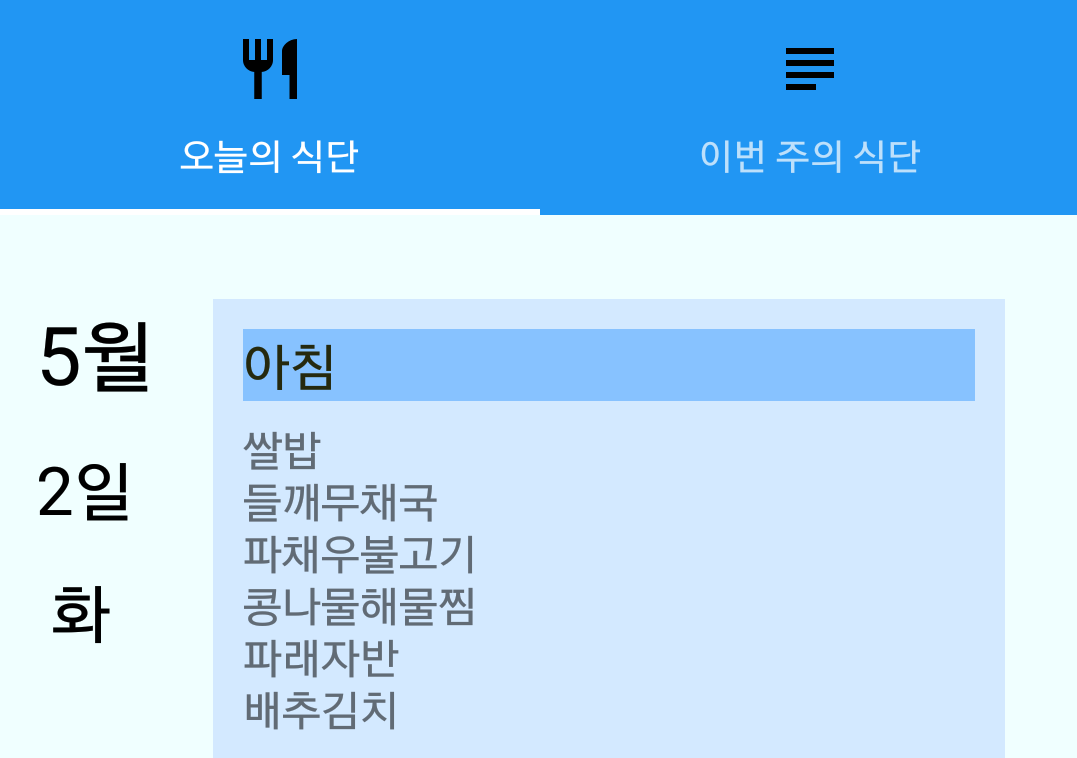 오늘의 식단
이번 주의 식단
5월
2일
화
아침
쌀밥
들깨무채국
파채우불고기
콩나물해물찜
파래자반
배추김치